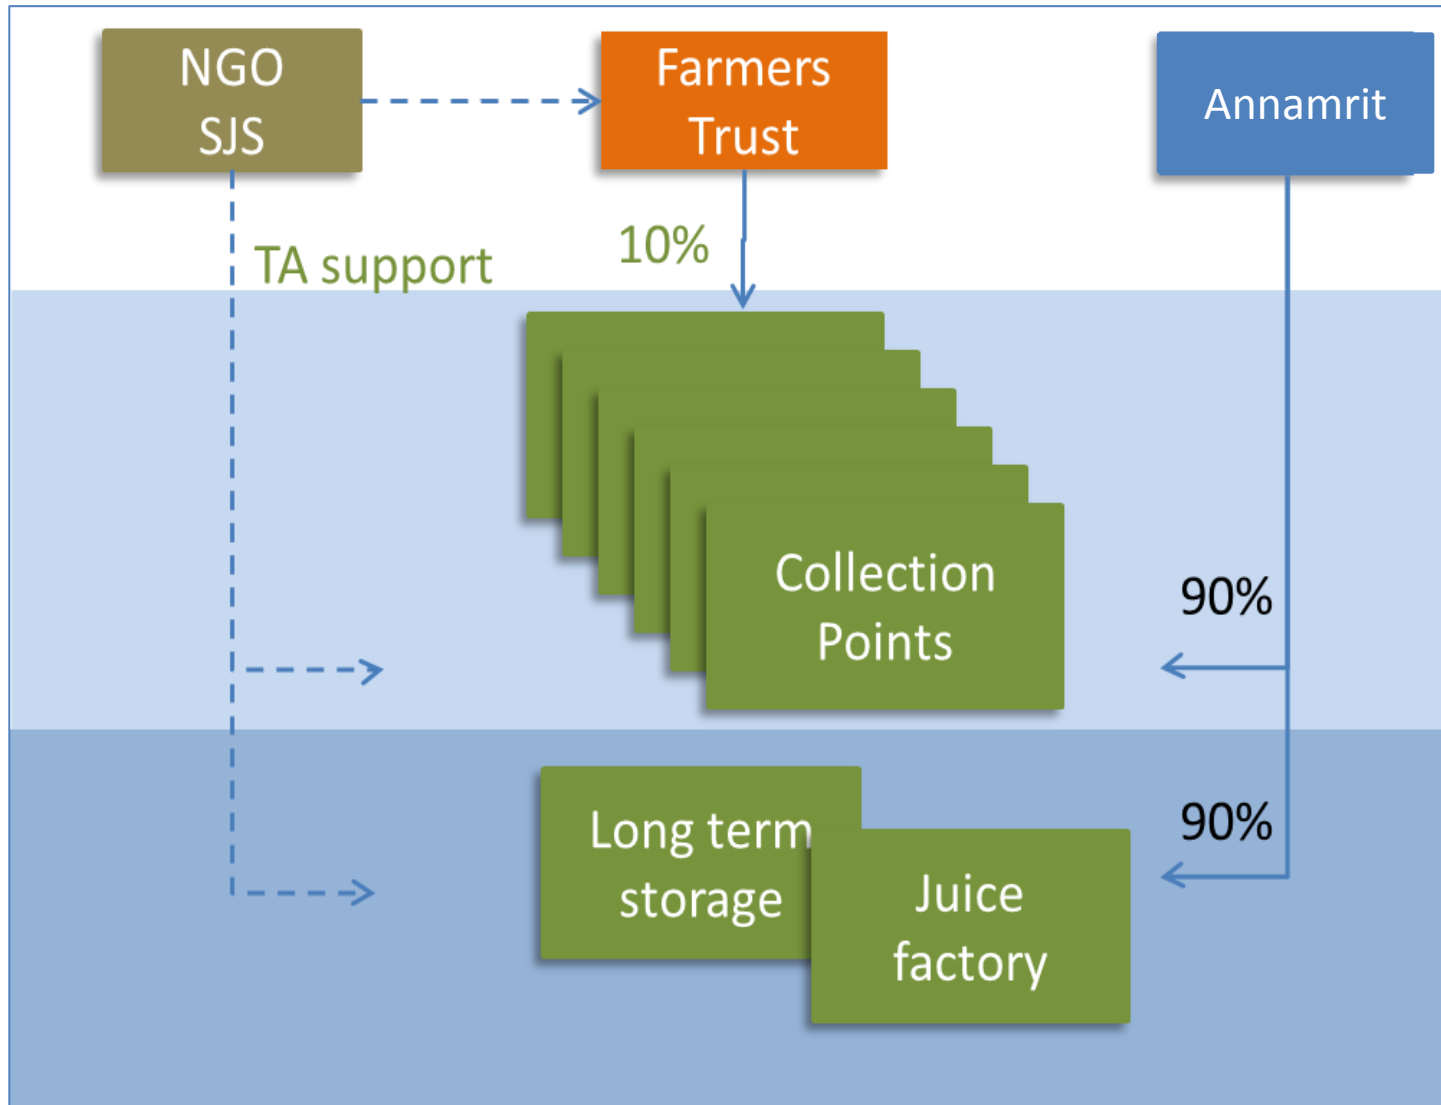 NGO
SJS
Farmers
Trust
Annamrit
TA support
10%
Collection
Points
90%
Long term
storage
90%
Juice
factory